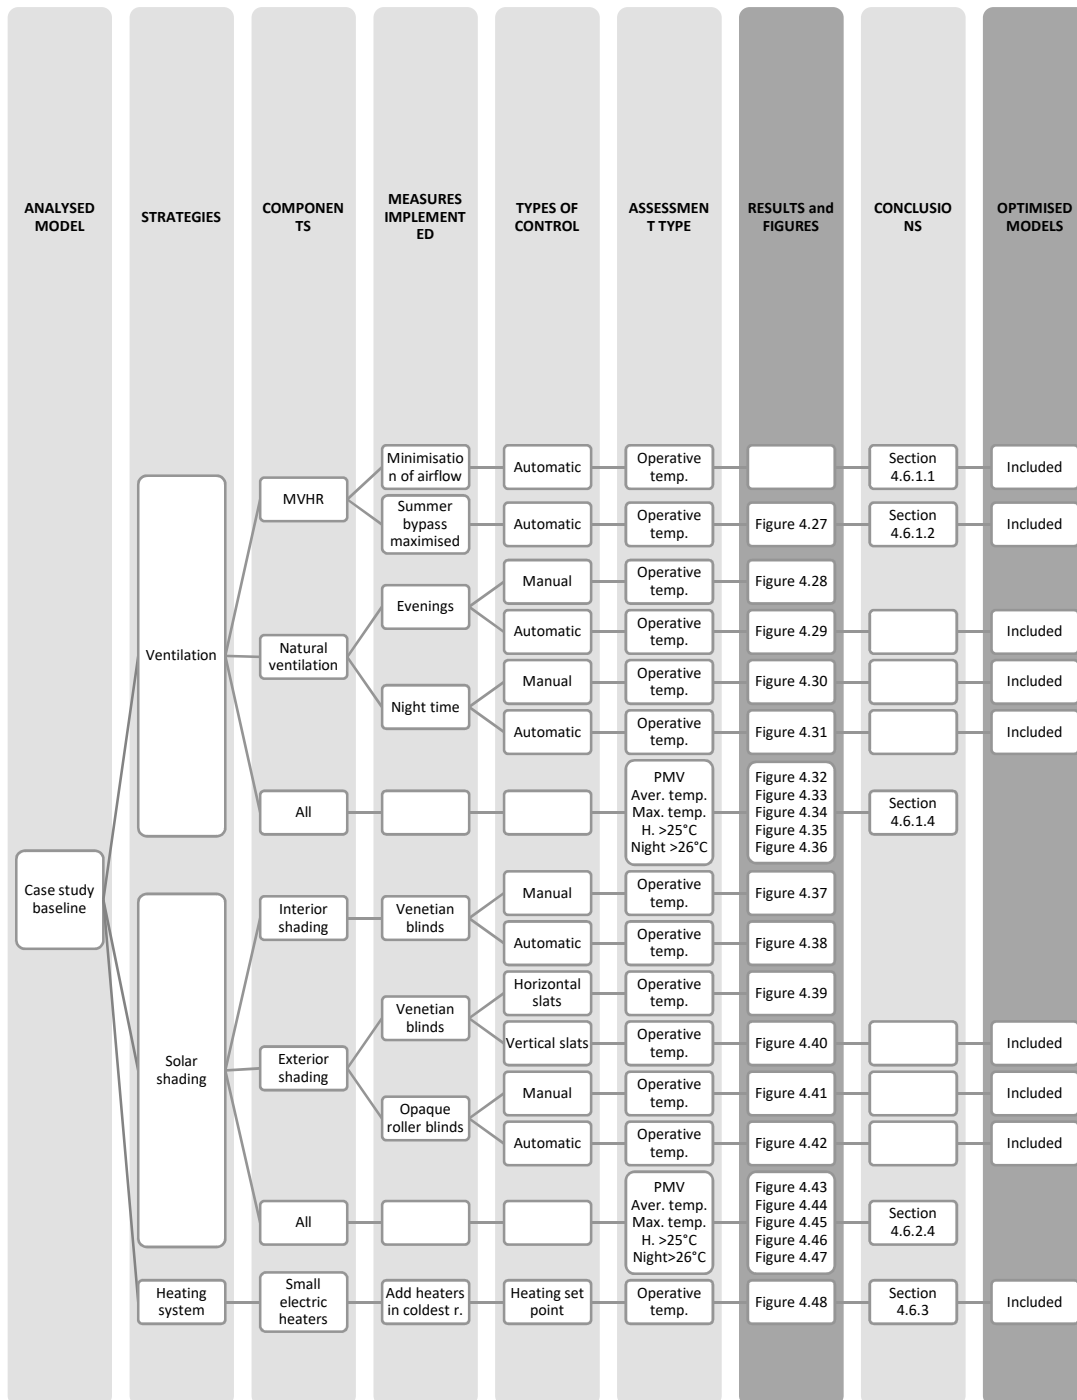 ANALYSED
MODEL
STRATEGIES
COMPONEN
TS
MEASURES
IMPLEMENT
ED
TYPES OF
CONTROL
ASSESSMEN
T TYPE
RESULTS and
FIGURES
CONCLUSIO
NS
OPTIMISED
MODELS
Case study
baseline
Ventilation
MVHR
Minimisatio
n of airflow
Automatic
Operative
temp.
Section
4.6.1.1
Included
Summer
bypass
maximised
Automatic
Operative
temp.
Figure 4.27
Section
4.6.1.2
Included
Natural
ventilation
Evenings
Manual
Operative
temp.
Figure 4.28
Automatic
Operative
temp.
Figure 4.29
Included
Night time
Manual
Operative
temp.
Figure 4.30
Included
Automatic
Operative
temp.
Figure 4.31
Included
All
PMV
Aver. temp.
Max. temp.
H. >25°C
Night >26°C
Figure 4.32
Figure 4.33
Figure 4.34
Figure 4.35
Figure 4.36
Section
4.6.1.4
Solar
shading
Interior
shading
Venetian
blinds
Manual
Operative
temp.
Figure 4.37
Automatic
Operative
temp.
Figure 4.38
Exterior
shading
Venetian
blinds
Horizontal
slats
Operative
temp.
Figure 4.39
Vertical slats
Operative
temp.
Figure 4.40
Included
Opaque
roller blinds
Manual
Operative
temp.
Figure 4.41
Included
Automatic
Operative
temp.
Figure 4.42
Included
All
PMV
Aver. temp.
Max. temp.
H. >25°C
Night>26°C
Figure 4.43
Figure 4.44
Figure 4.45
Figure 4.46
Figure 4.47
Section
4.6.2.4
Heating
system
Small
electric
heaters
Add heaters
in coldest r.
Heating set
point
Operative
temp.
Figure 4.48
Section
4.6.3
Included